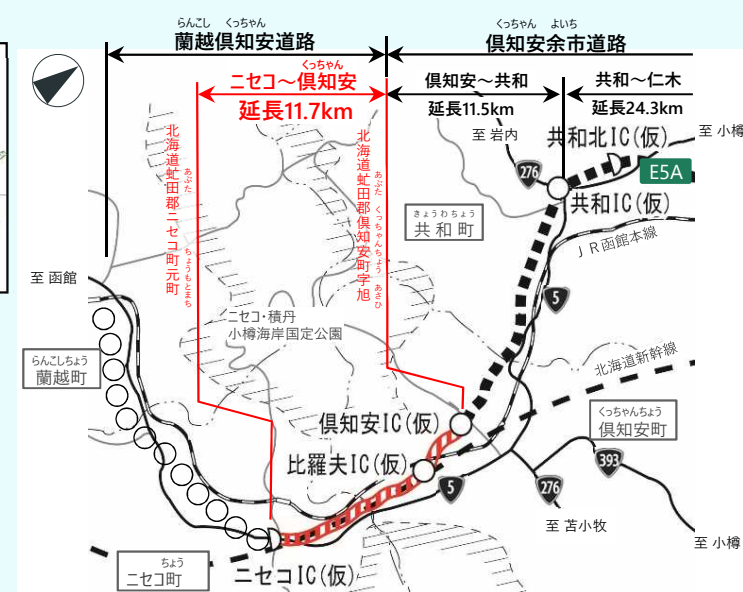 らんこし くっちゃん
蘭越倶知安道路
くっちゃん よいち
倶知安余市道路
くっちゃん
ニセコ～倶知安
延長11.7km
倶知安～共和
延長11.5km
共和～仁木
延長24.3km
至 岩内
共和北IC(仮)
至 小樽
276
E5A
共和IC(仮)
きょうわちょう
共和町
JR函館本線
北海道虻田郡ニセコ町元町
あぶた ちょうもとまち
北海道虻田郡倶知安町字旭
あぶた くっちゃんちょう あさひ
至 函館
5
ニセコ・積丹
小樽海岸国定公園
北海道新幹線
らんこしちょう
蘭越町
倶知安IC(仮)
くっちゃんちょう
倶知安町
比羅夫IC(仮)
393
5
276
至 苫小牧
至 小樽
ちょう
ニセコ町
ニセコIC(仮)